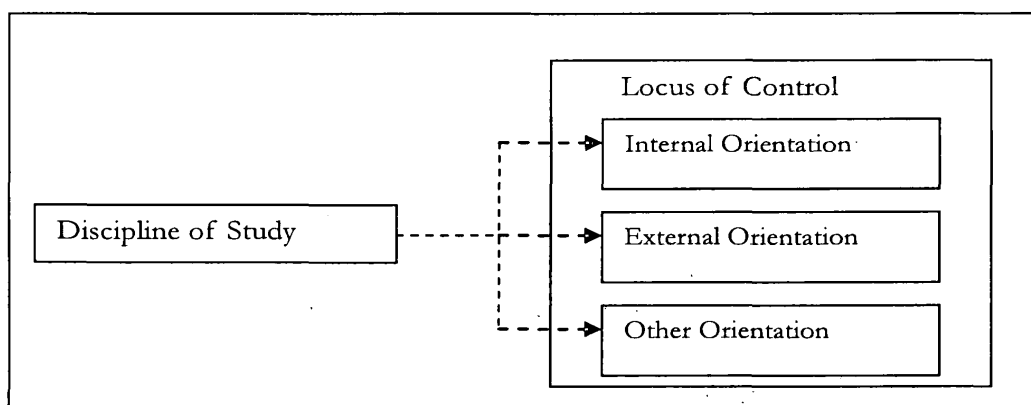 Locus of Control
Internal Orientation
Discipline of Study
External Orientation
Other Orientation